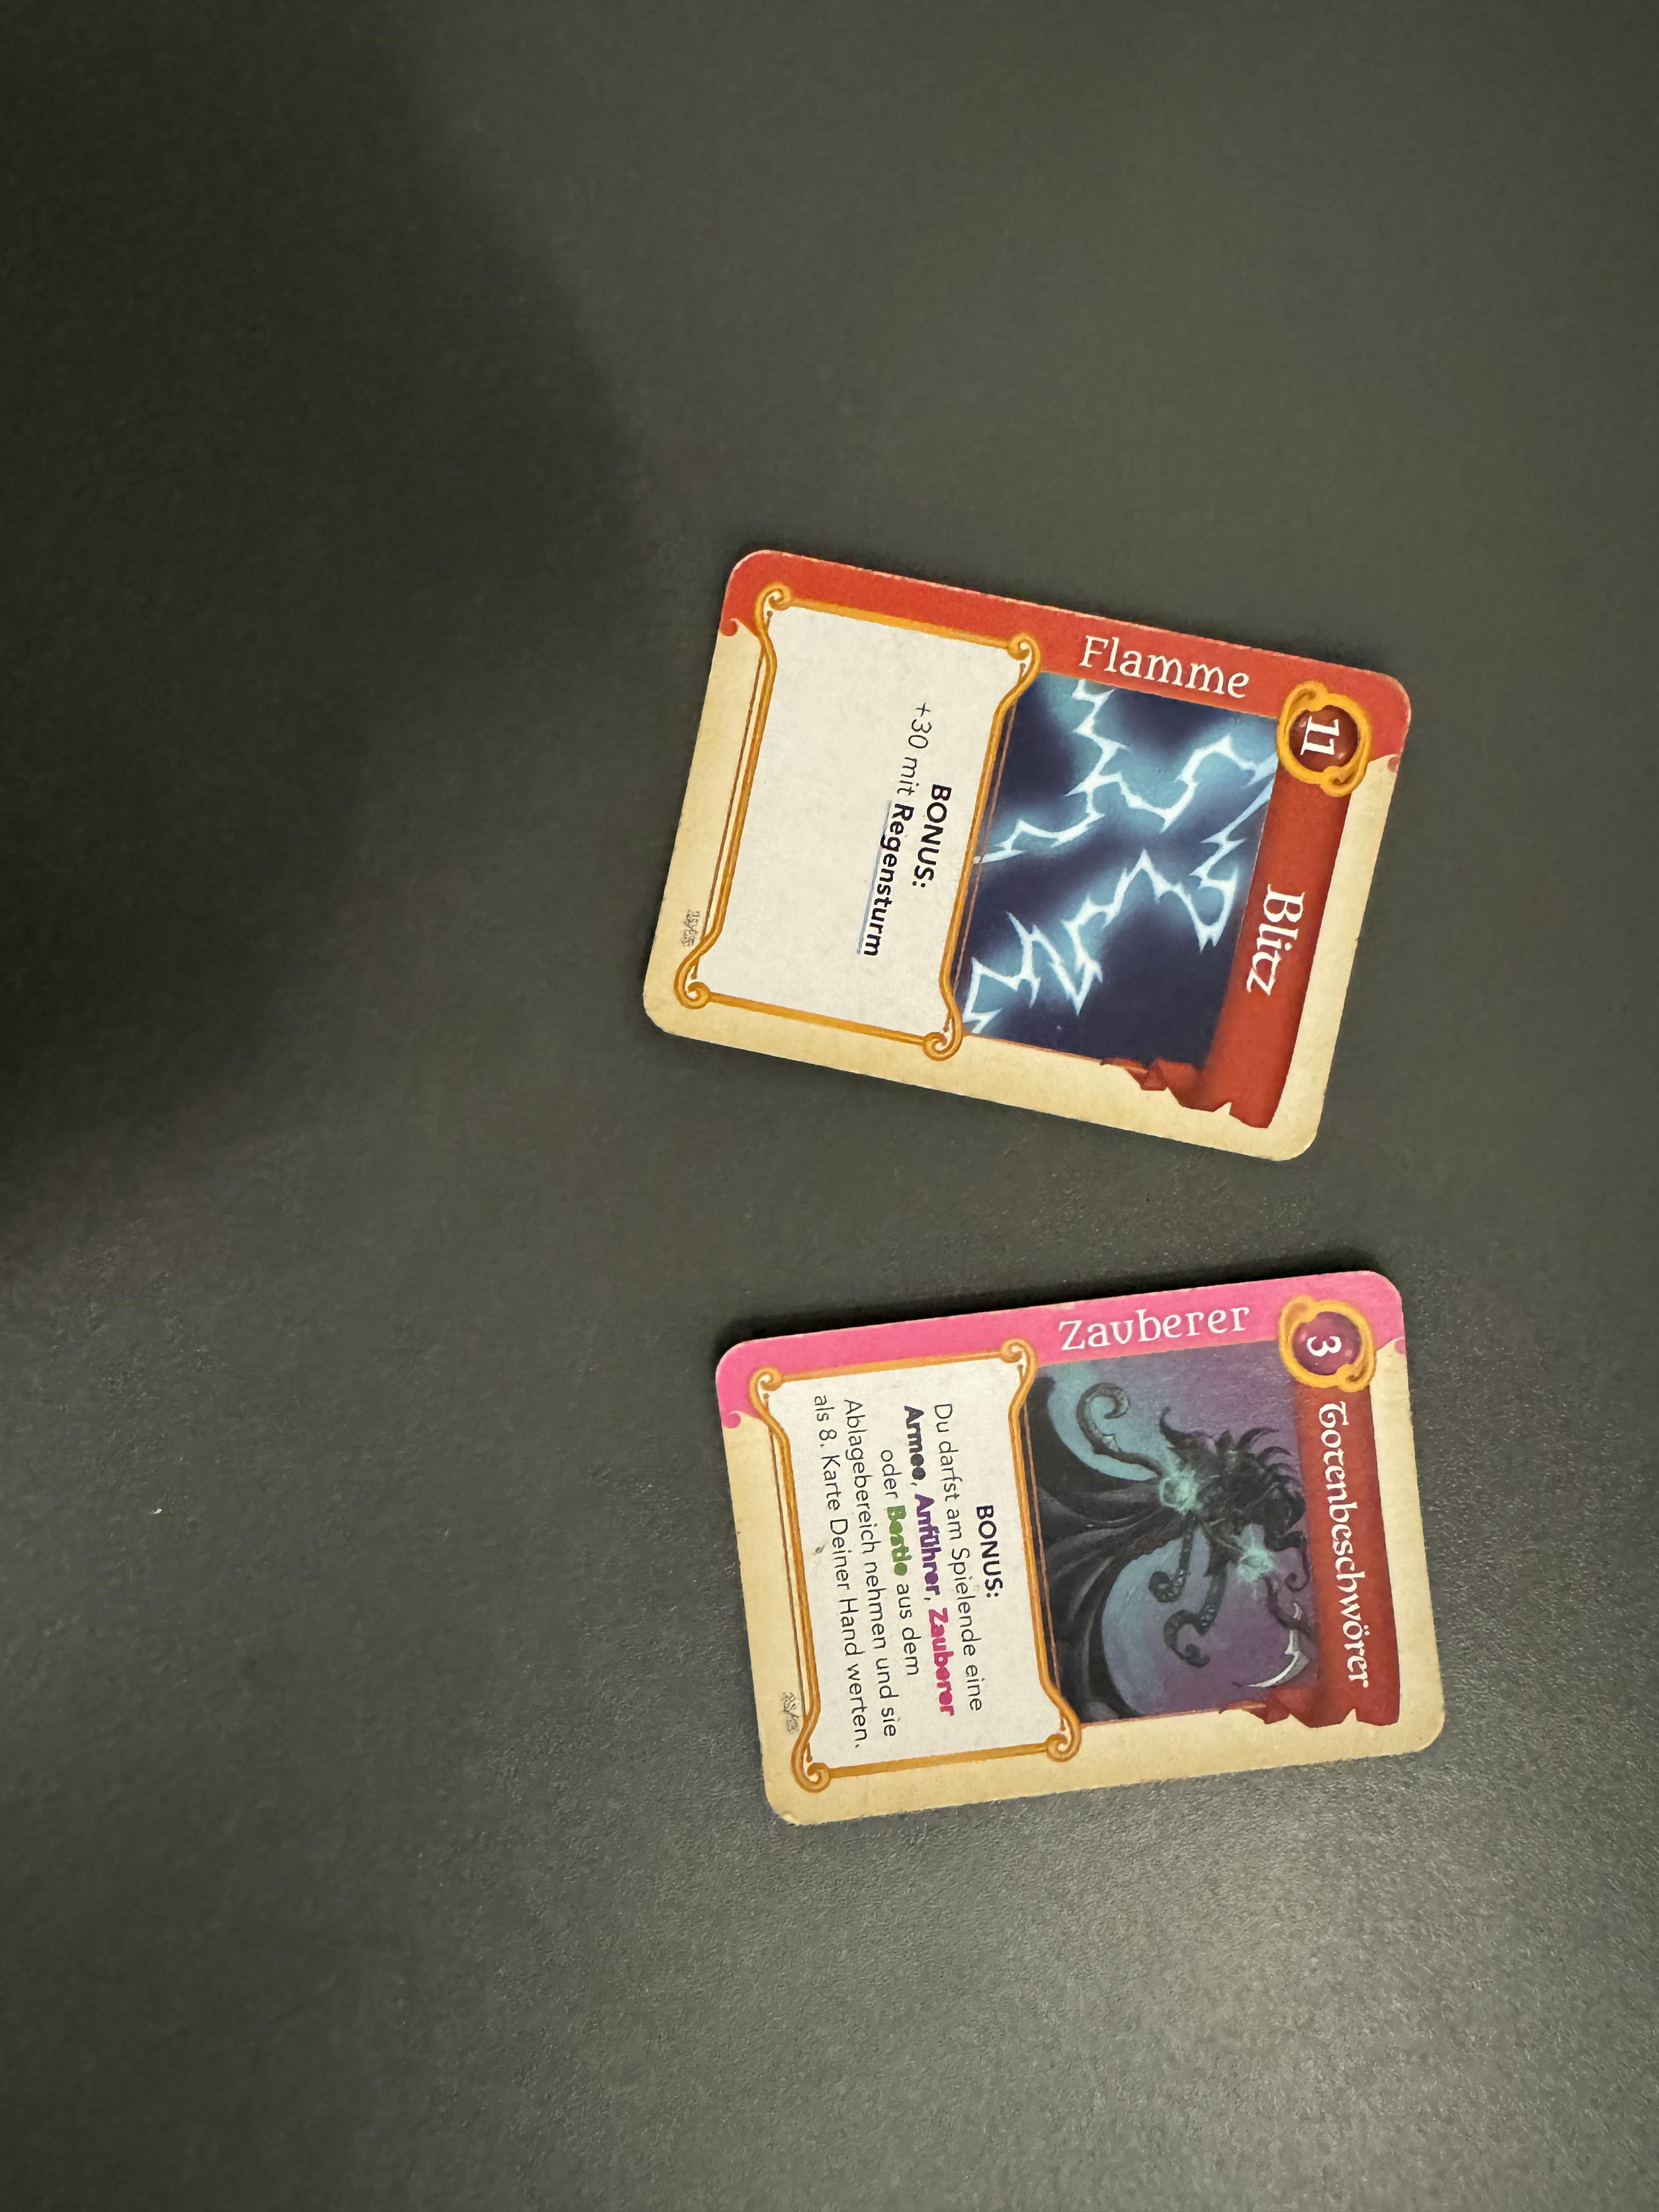 11
Blitz
Flamme
BONUS:
+30 mit Regensturm
3
Totenbeschwörer
Zauberer
BONUS:
Du darfst am Spielende eine
Armee, Anführer, Zauberer
oder Bestie aus dem
Ablagebereich nehmen und sie
als 8. Karte Deiner Hand werten.